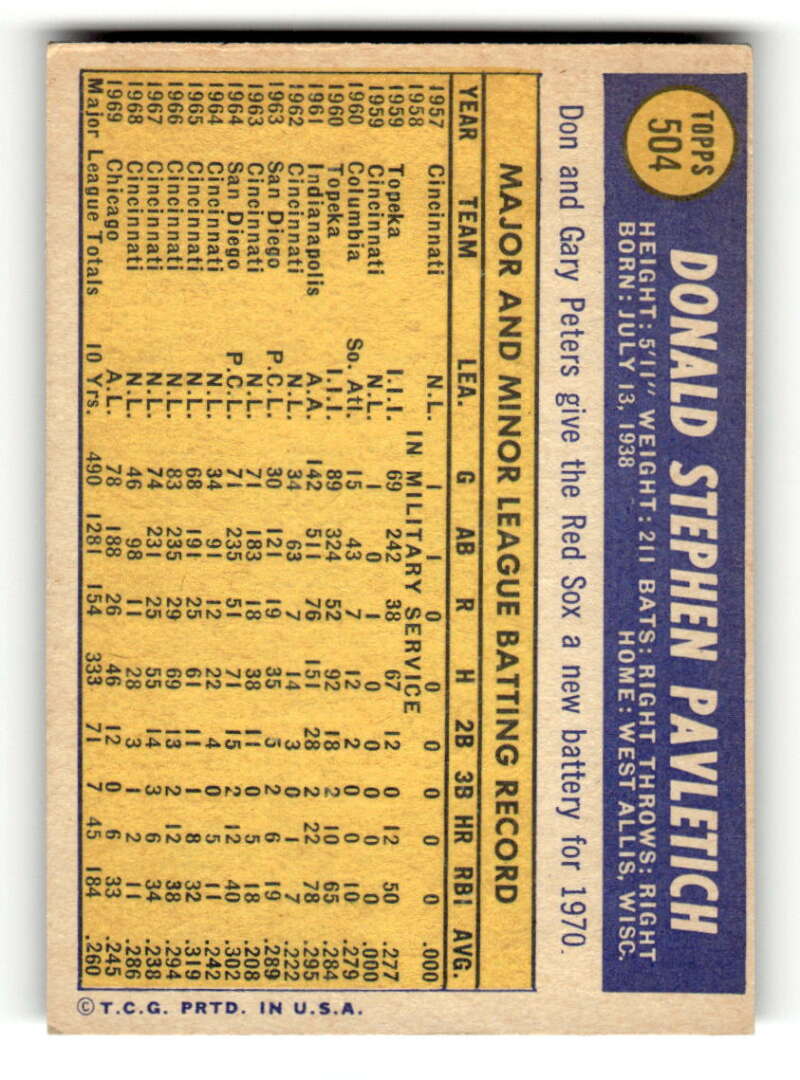 TOPPS
504
DONALD STEPHEN PAVLETICH
HEIGHT: 5'11" WEIGHT: 211 BATS: RIGHT THROWS: RIGHT
BORN: JULY 13, 1938 HOME: WEST ALLIS, WISC.
Don and Gary Peters give the Red Sox a new battery for 1970.
MAJOR AND MINOR LEAGUE BATTING RECORD
YEAR TEAM LEA. G AB R H 2B 3B HR RBI AVG.
1957 Cincinnati N.L. 1 1 0 0 0 0 0 0 .000
1958 IN MILITARY SERVICE
1959 Topeka I.I.I. 69 242 38 67 12 0 12 50 .277
1959 Cincinnati N.L. 1 0 1 0 0 0 0 0 .000
1960 Columbia So. Atl. 15 43 7 12 2 0 0 10 .279
1960 Topeka I.I.I. 89 324 52 92 18 2 10 65 .284
1961 Indianapolis A.A. 142 511 76 151 28 2 22 78 .295
1962 Cincinnati N.L. 34 63 7 14 3 0 1 7 .222
1963 San Diego P.C.L. 30 121 19 35 5 2 6 19 .289
1963 Cincinnati N.L. 71 183 18 38 11 0 5 18 .208
1964 San Diego P.C.L. 71 235 51 71 15 2 12 40 .302
1964 Cincinnati N.L. 34 91 12 22 4 0 5 11 .242
1965 Cincinnati N.L. 68 191 25 61 11 1 8 32 .319
1966 Cincinnati N.L. 83 235 29 69 13 2 12 38 .294
1967 Cincinnati N.L. 74 231 25 55 14 3 6 34 .238
1968 Cincinnati N.L. 46 98 11 28 3 1 2 11 .286
1969 Chicago A.L. 78 188 26 46 12 0 6 33 .245
Major League Totals 10 Yrs. 490 1281 154 333 71 7 45 184 .260
© T.C.G. PRTD. IN U.S.A.